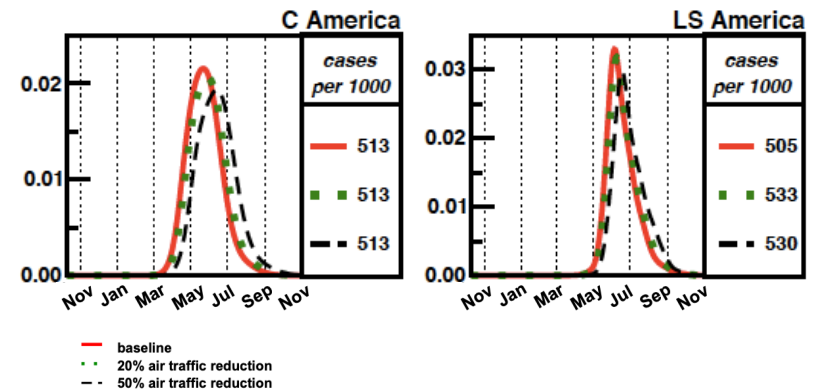 C America
cases
per 1000
513
513
513
0.02
0.01
0.00
Nov Jan Mar May Jul Sep Nov
LS America
cases
per 1000
505
533
530
0.03
0.02
0.01
0.00
Nov Jan Mar May Jul Sep Nov
baseline
20% air traffic reduction
50% air traffic reduction